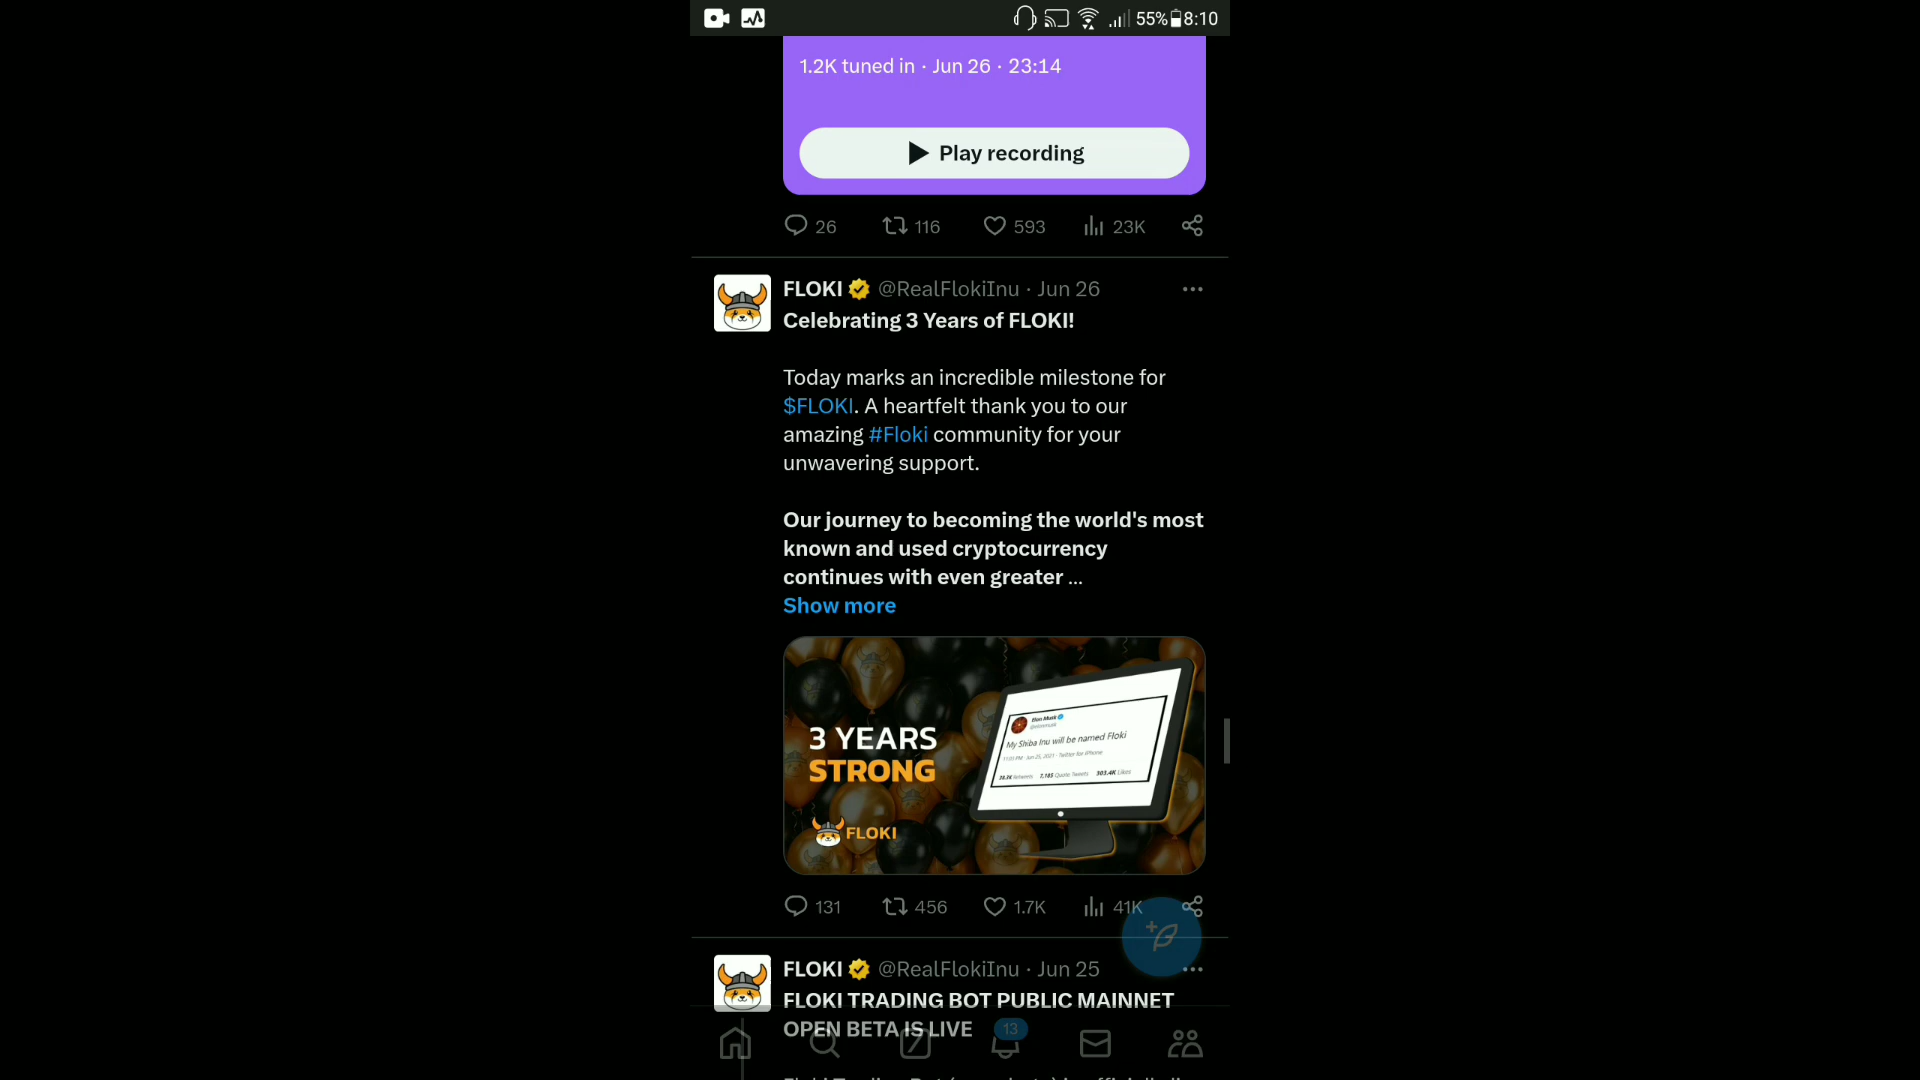 55% 8:10
1.2K tuned in · Jun 26 · 23:14
Play recording
26 116 593 23K
FLOKI @RealFlokiInu · Jun 26
Celebrating 3 Years of FLOKI!
Today marks an incredible milestone for
$FLOKI. A heartfelt thank you to our
amazing #Floki community for your
unwavering support.
Our journey to becoming the world's most
known and used cryptocurrency
continues with even greater ...
Show more
3 YEARS
STRONG
FLOKI
Elon Musk
My Shiba Inu will be named Floki
11:01 PM · Jun 25, 2021 · Twitter for iPhone
Retweets 7,185 Quote Tweets 303.4K Likes
131 456 1.7K 41K
FLOKI @RealFlokiInu · Jun 25
FLOKI TRADING BOT PUBLIC MAINNET
OPEN BETA IS LIVE
13